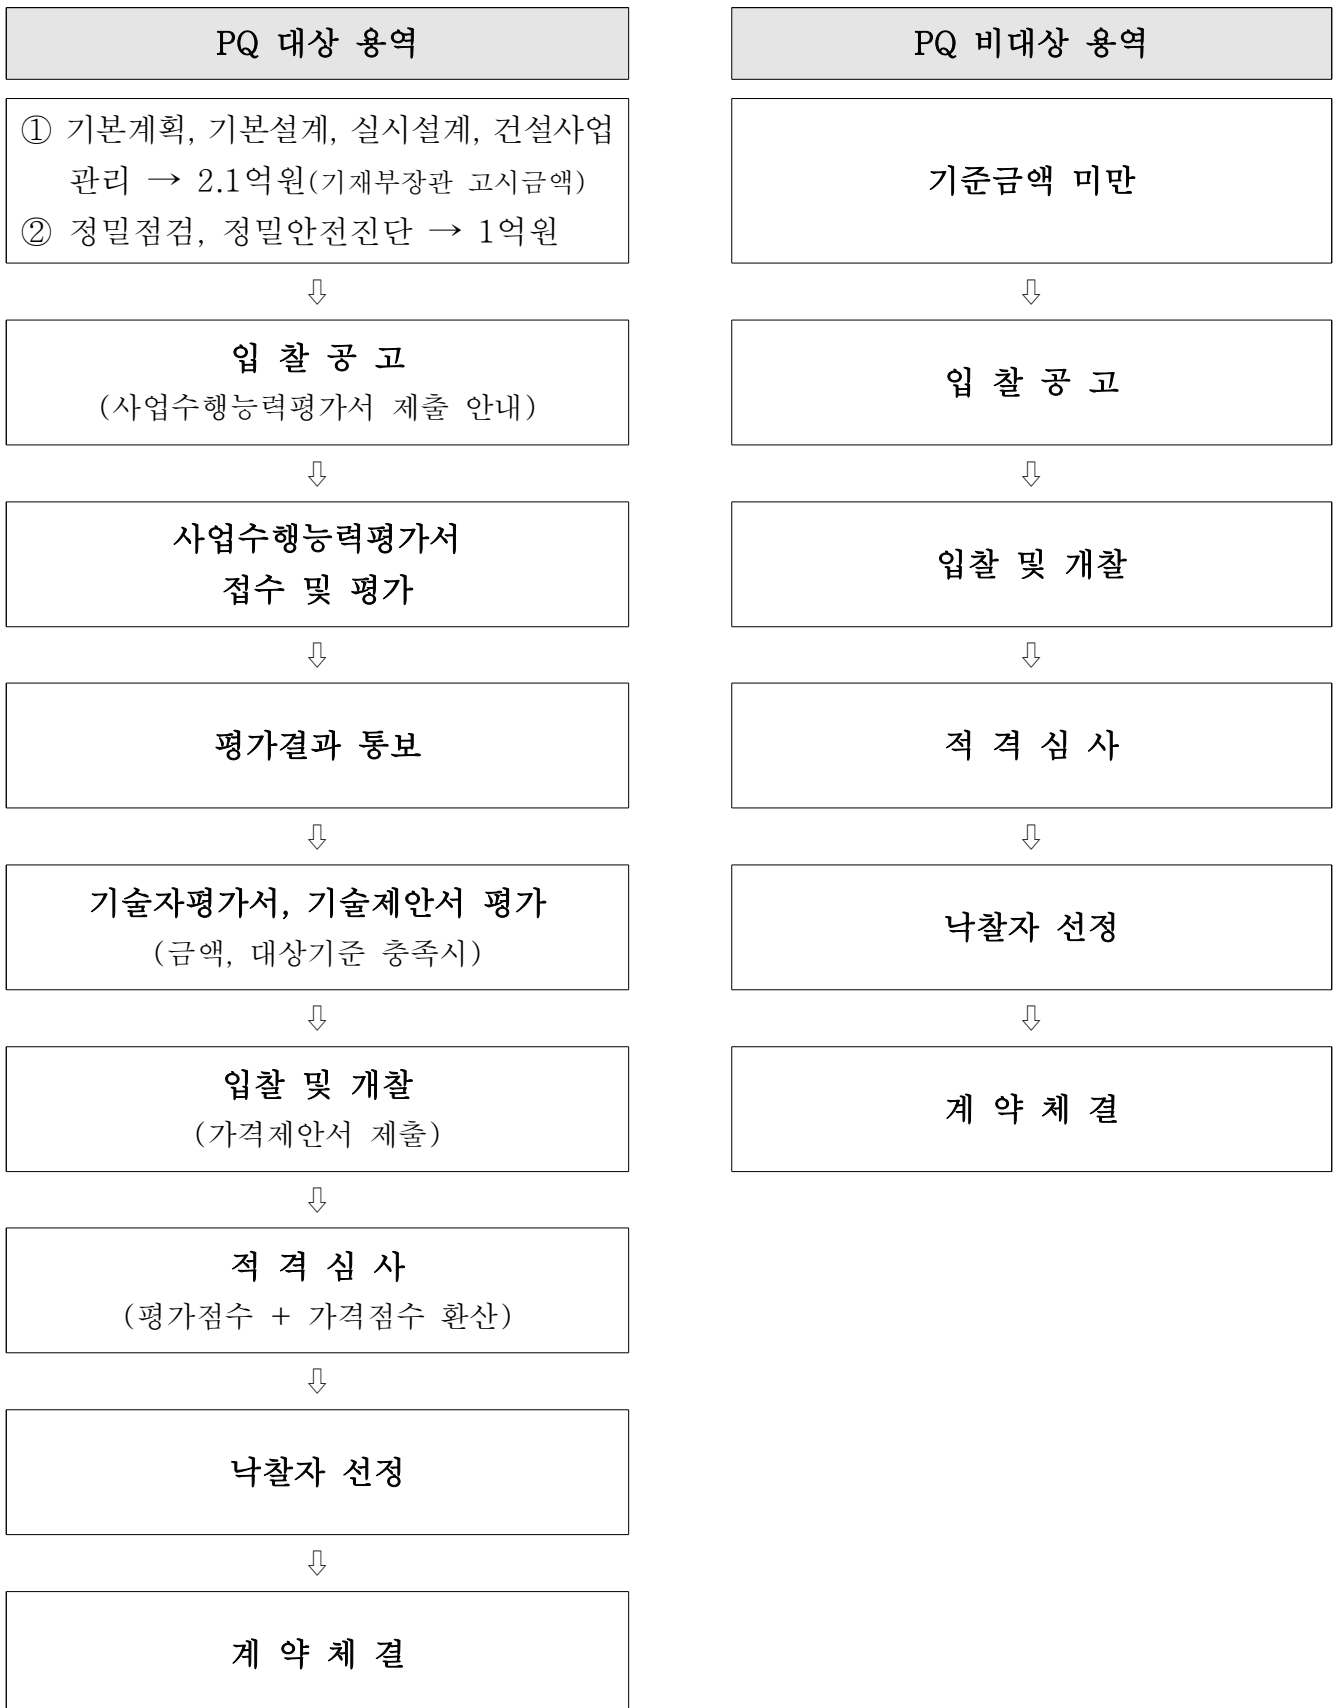 PQ 대상 용역
① 기본계획, 기본설계, 실시설계, 건설사업
관리 → 2.1억원(기재부장관 고시금액)
② 정밀점검, 정밀안전진단 → 1억원
⇩
입 찰 공 고
(사업수행능력평가서 제출 안내)
⇩
사업수행능력평가서
접수 및 평가
⇩
평가결과 통보
⇩
기술자평가서, 기술제안서 평가
(금액, 대상기준 충족시)
⇩
입찰 및 개찰
(가격제안서 제출)
⇩
적 격 심 사
(평가점수 + 가격점수 환산)
⇩
낙찰자 선정
⇩
계 약 체 결
PQ 비대상 용역
기준금액 미만
⇩
입 찰 공 고
⇩
입찰 및 개찰
⇩
적 격 심 사
⇩
낙찰자 선정
⇩
계 약 체 결